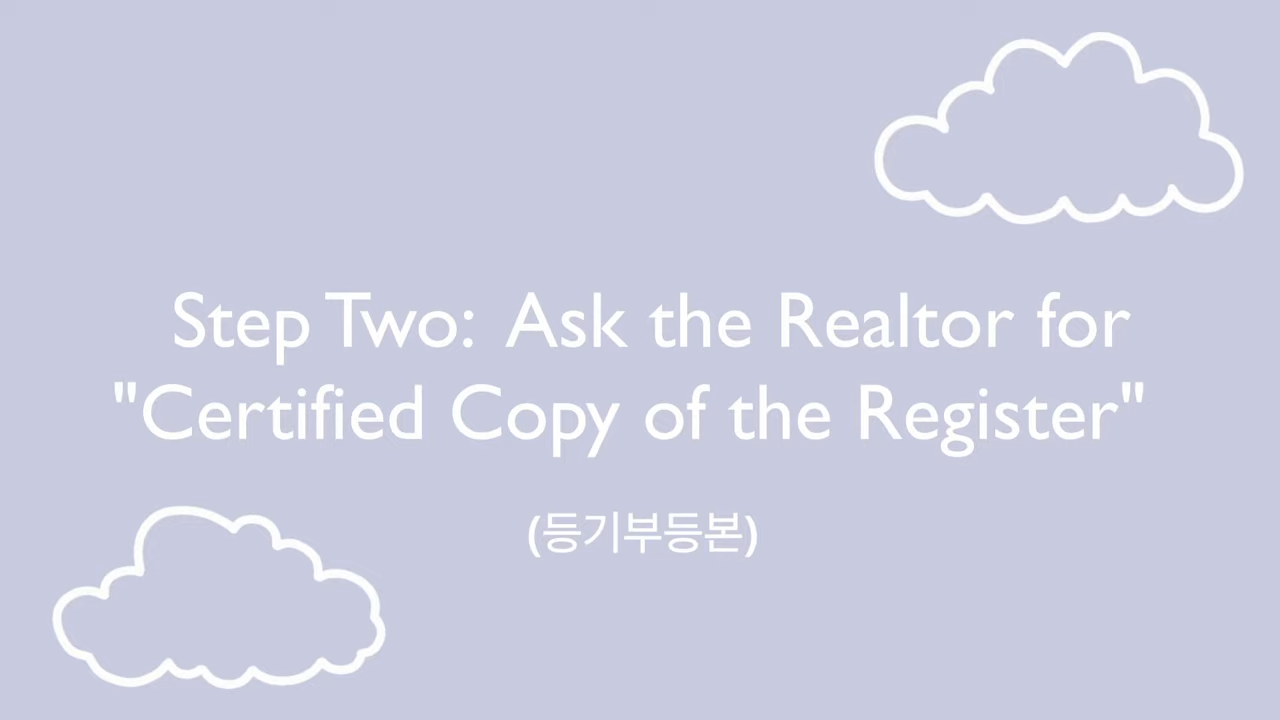 Step Two: Ask the Realtor for
"Certified Copy of the Register"
(등기부등본)